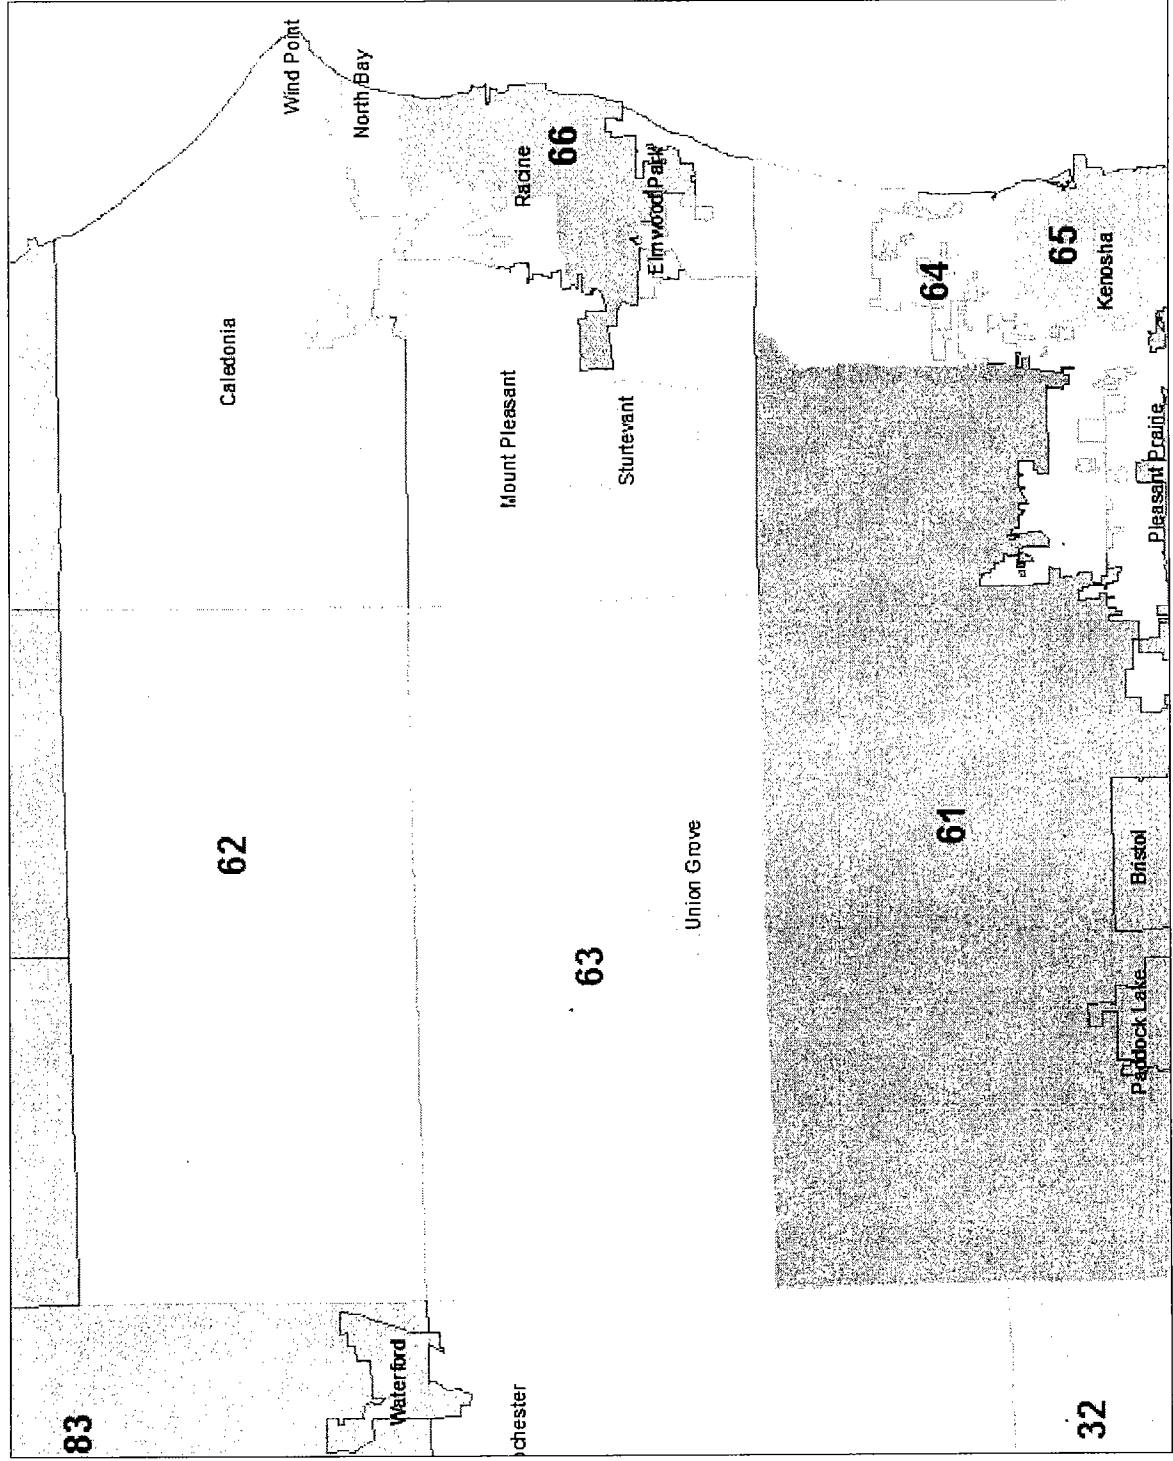 Wind Point
North Bay
Caledonia
62
83
Racine
66
Elmwood Park
Mount Pleasant
Sturtevant
Union Grove
63
Waterford
ochester
64
65
Kenosha
Pleasant Prairie
61
Bristol
Paddock Lake
32